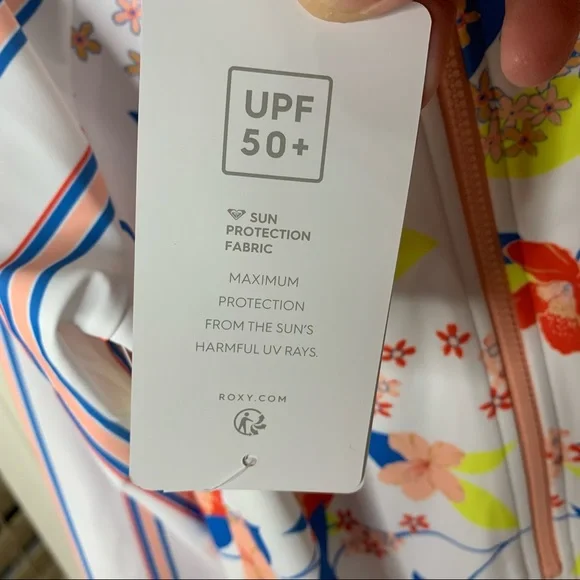 UPF
50+
SUN
PROTECTION
FABRIC
MAXIMUM
PROTECTION
FROM THE SUN'S
HARMFUL UV RAYS.
ROXY.COM